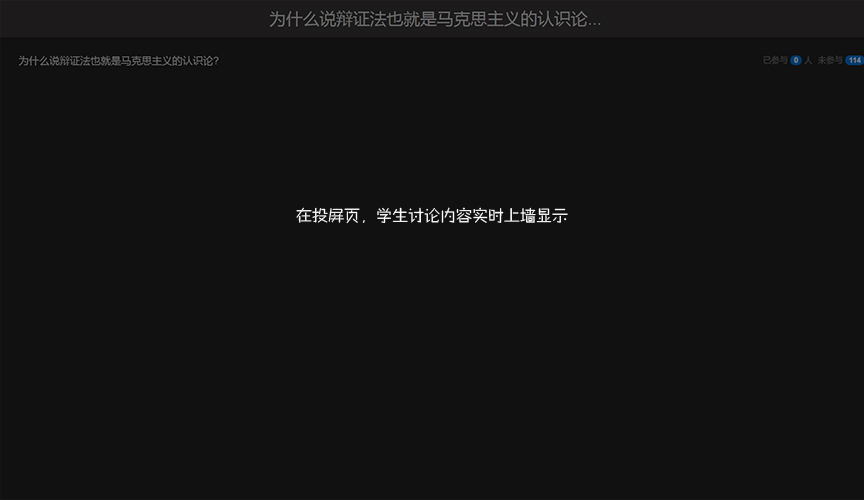 为什么说辩证法也就是马克思主义的认识论...
为什么说辩证法也就是马克思主义的认识论?
已参与 0 人 未参与 114
在投屏页，学生讨论内容实时上墙显示